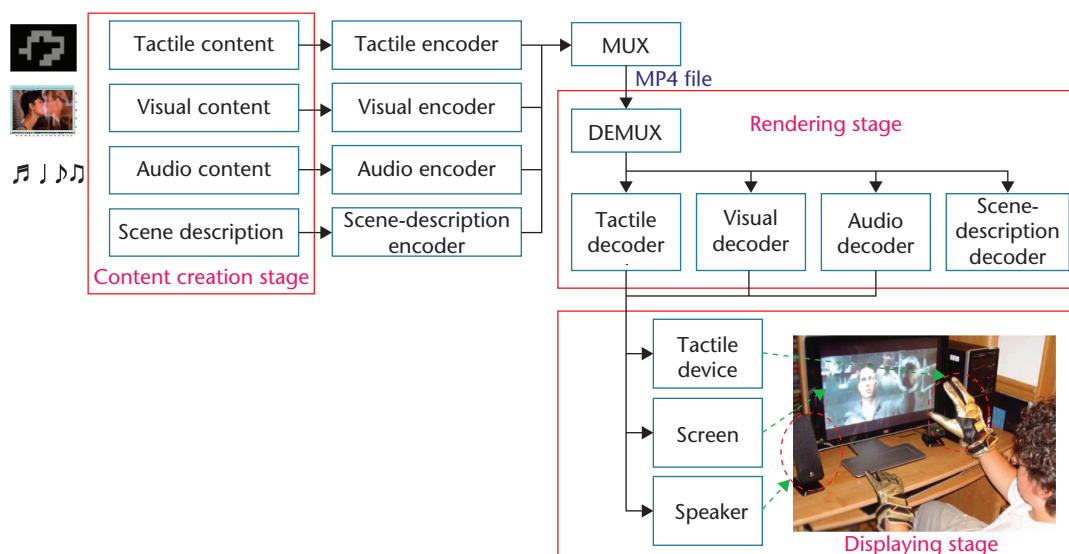 Tactile content
Tactile encoder
MUX
MP4 file
Visual content
Visual encoder
DEMUX
Rendering stage
Audio content
Audio encoder
Scene description
Scene-description
encoder
Content creation stage
Tactile
decoder
Visual
decoder
Audio
decoder
Scene-
description
decoder
Tactile
device
Screen
Speaker
Displaying stage